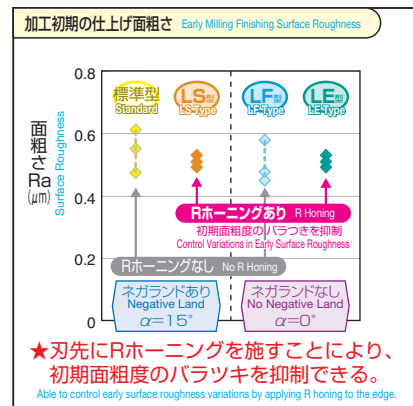 加工初期の仕上げ面粗さ Early Milling Finishing Surface Roughness
0.8
0.6
0.4
0.2
0
面粗さRa
(μm)
Surface Roughness
標準型
Standard
LS型
LS Type
LF型
LF Type
LE型
LE Type
Rホーニングあり R Honing
初期面粗度のバラつきを抑制
Control Variations in Early Surface Roughness
Rホーニングなし No R Honing
ネガランドあり
Negative Land
α=15°
ネガランドなし
No Negative Land
α=0°
★刃先にRホーニングを施すことにより、
初期面粗度のバラツキを抑制できる。
Able to control early surface roughness variations by applying R honing to the edge.